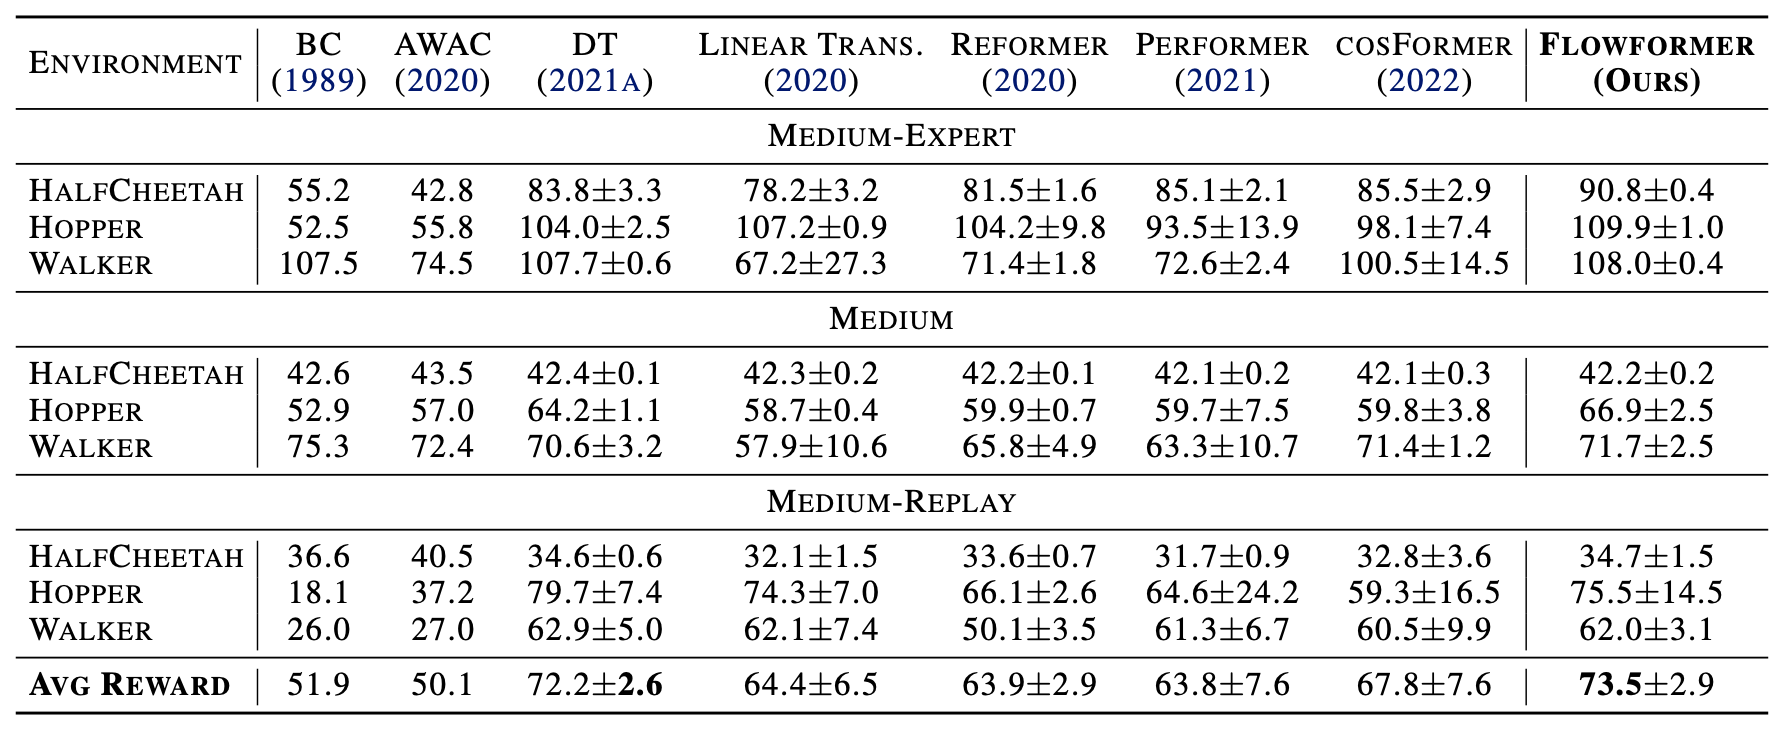 ENVIRONMENT BC (1989) AWAC (2020) DT (2021A) LINEAR TRANS. (2020) REFORMER (2020) PERFORMER (2021) COSFORMER (2022) FLOWFORMER (OURS)
MEDIUM-EXPERT
HALFCHEETAH 55.2 42.8 83.8±3.3 78.2±3.2 81.5±1.6 85.1±2.1 85.5±2.9 90.8±0.4
HOPPER 52.5 55.8 104.0±2.5 107.2±0.9 104.2±9.8 93.5±13.9 98.1±7.4 109.9±1.0
WALKER 107.5 74.5 107.7±0.6 67.2±27.3 71.4±1.8 72.6±2.4 100.5±14.5 108.0±0.4
MEDIUM
HALFCHEETAH 42.6 43.5 42.4±0.1 42.3±0.2 42.2±0.1 42.1±0.2 42.1±0.3 42.2±0.2
HOPPER 52.9 57.0 64.2±1.1 58.7±0.4 59.9±0.7 59.7±7.5 59.8±3.8 66.9±2.5
WALKER 75.3 72.4 70.6±3.2 57.9±10.6 65.8±4.9 63.3±10.7 71.4±1.2 71.7±2.5
MEDIUM-REPLAY
HALFCHEETAH 36.6 40.5 34.6±0.6 32.1±1.5 33.6±0.7 31.7±0.9 32.8±3.6 34.7±1.5
HOPPER 18.1 37.2 79.7±7.4 74.3±7.0 66.1±2.6 64.6±24.2 59.3±16.5 75.5±14.5
WALKER 26.0 27.0 62.9±5.0 62.1±7.4 50.1±3.5 61.3±6.7 60.5±9.9 62.0±3.1
AVG REWARD 51.9 50.1 72.2±2.6 64.4±6.5 63.9±2.9 63.8±7.6 67.8±7.6 73.5±2.9